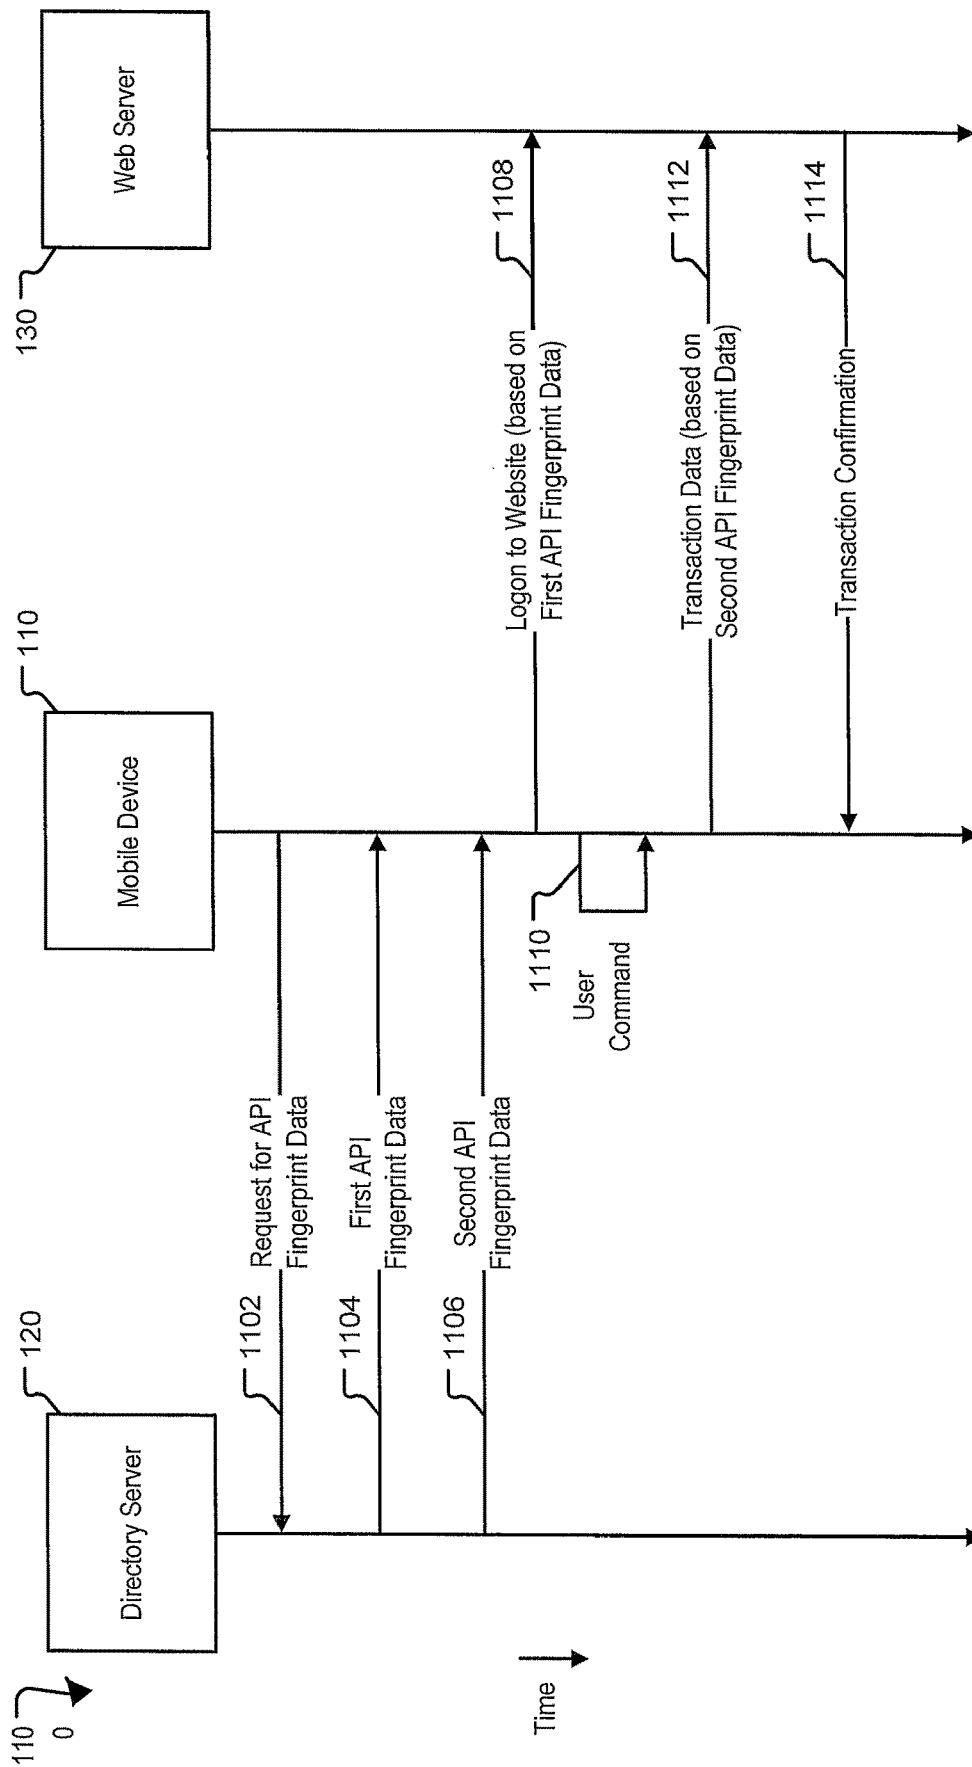 110
0
Directory Server
120
Mobile Device
110
Web Server
130
1102
Request for API
Fingerprint Data
1104
First API
Fingerprint Data
1106
Second API
Fingerprint Data
Logon to Website (based on
First API Fingerprint Data)
1108
1110
User
Command
Transaction Data (based on
Second API Fingerprint Data)
1112
Transaction Confirmation
1114
Time